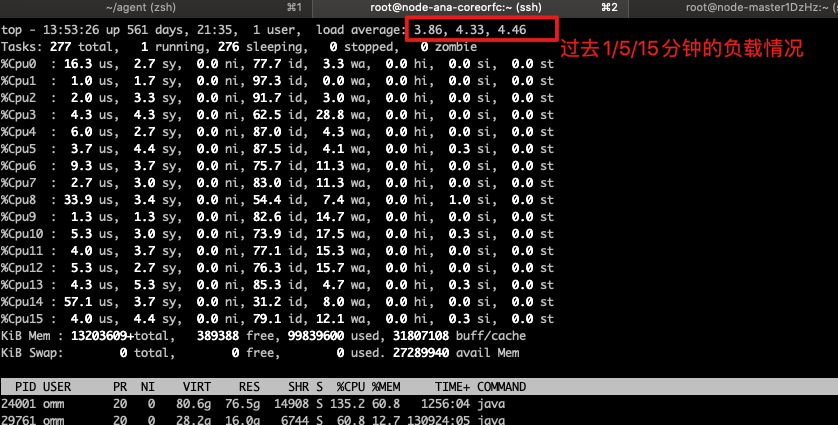 ~/agent (zsh) ⌘1 root@node-ana-coreorfc:~ (ssh) ⌘2 root@node-master1DzHz:~ (ssh)
top - 13:53:26 up 561 days, 21:35, 1 user, load average: 3.86, 4.33, 4.46
过去1/5/15分钟的负载情况
Tasks: 277 total, 1 running, 276 sleeping, 0 stopped, 0 zombie
%Cpu0 : 16.3 us, 2.7 sy, 0.0 ni, 77.7 id, 3.3 wa, 0.0 hi, 0.0 si, 0.0 st
%Cpu1 : 1.0 us, 1.7 sy, 0.0 ni, 97.3 id, 0.0 wa, 0.0 hi, 0.0 si, 0.0 st
%Cpu2 : 2.0 us, 3.3 sy, 0.0 ni, 91.7 id, 3.0 wa, 0.0 hi, 0.0 si, 0.0 st
%Cpu3 : 4.3 us, 4.3 sy, 0.0 ni, 62.5 id, 28.8 wa, 0.0 hi, 0.0 si, 0.0 st
%Cpu4 : 6.0 us, 2.7 sy, 0.0 ni, 87.0 id, 4.3 wa, 0.0 hi, 0.0 si, 0.0 st
%Cpu5 : 3.7 us, 4.4 sy, 0.0 ni, 87.5 id, 4.1 wa, 0.0 hi, 0.3 si, 0.0 st
%Cpu6 : 9.3 us, 3.7 sy, 0.0 ni, 75.7 id, 11.3 wa, 0.0 hi, 0.0 si, 0.0 st
%Cpu7 : 2.7 us, 3.0 sy, 0.0 ni, 83.0 id, 11.3 wa, 0.0 hi, 0.0 si, 0.0 st
%Cpu8 : 33.9 us, 3.4 sy, 0.0 ni, 54.4 id, 7.4 wa, 0.0 hi, 1.0 si, 0.0 st
%Cpu9 : 1.3 us, 1.3 sy, 0.0 ni, 82.6 id, 14.7 wa, 0.0 hi, 0.0 si, 0.0 st
%Cpu10 : 5.3 us, 3.0 sy, 0.0 ni, 73.9 id, 17.5 wa, 0.0 hi, 0.3 si, 0.0 st
%Cpu11 : 4.0 us, 3.7 sy, 0.0 ni, 77.1 id, 15.3 wa, 0.0 hi, 0.0 si, 0.0 st
%Cpu12 : 5.3 us, 2.7 sy, 0.0 ni, 76.3 id, 15.7 wa, 0.0 hi, 0.0 si, 0.0 st
%Cpu13 : 4.3 us, 5.3 sy, 0.0 ni, 85.3 id, 4.7 wa, 0.0 hi, 0.3 si, 0.0 st
%Cpu14 : 57.1 us, 3.7 sy, 0.0 ni, 31.2 id, 8.0 wa, 0.0 hi, 0.0 si, 0.0 st
%Cpu15 : 4.0 us, 4.4 sy, 0.0 ni, 79.1 id, 12.1 wa, 0.0 hi, 0.3 si, 0.0 st
KiB Mem : 13203609+total, 389388 free, 99839600 used, 31807108 buff/cache
KiB Swap: 0 total, 0 free, 0 used. 27289940 avail Mem
PID USER PR NI VIRT RES SHR S %CPU %MEM TIME+ COMMAND
24001 omm 20 0 80.6g 76.5g 14908 S 135.2 60.8 1256:04 java
29761 omm 20 0 28.2g 16.0g 6744 S 60.8 12.7 130924:05 java